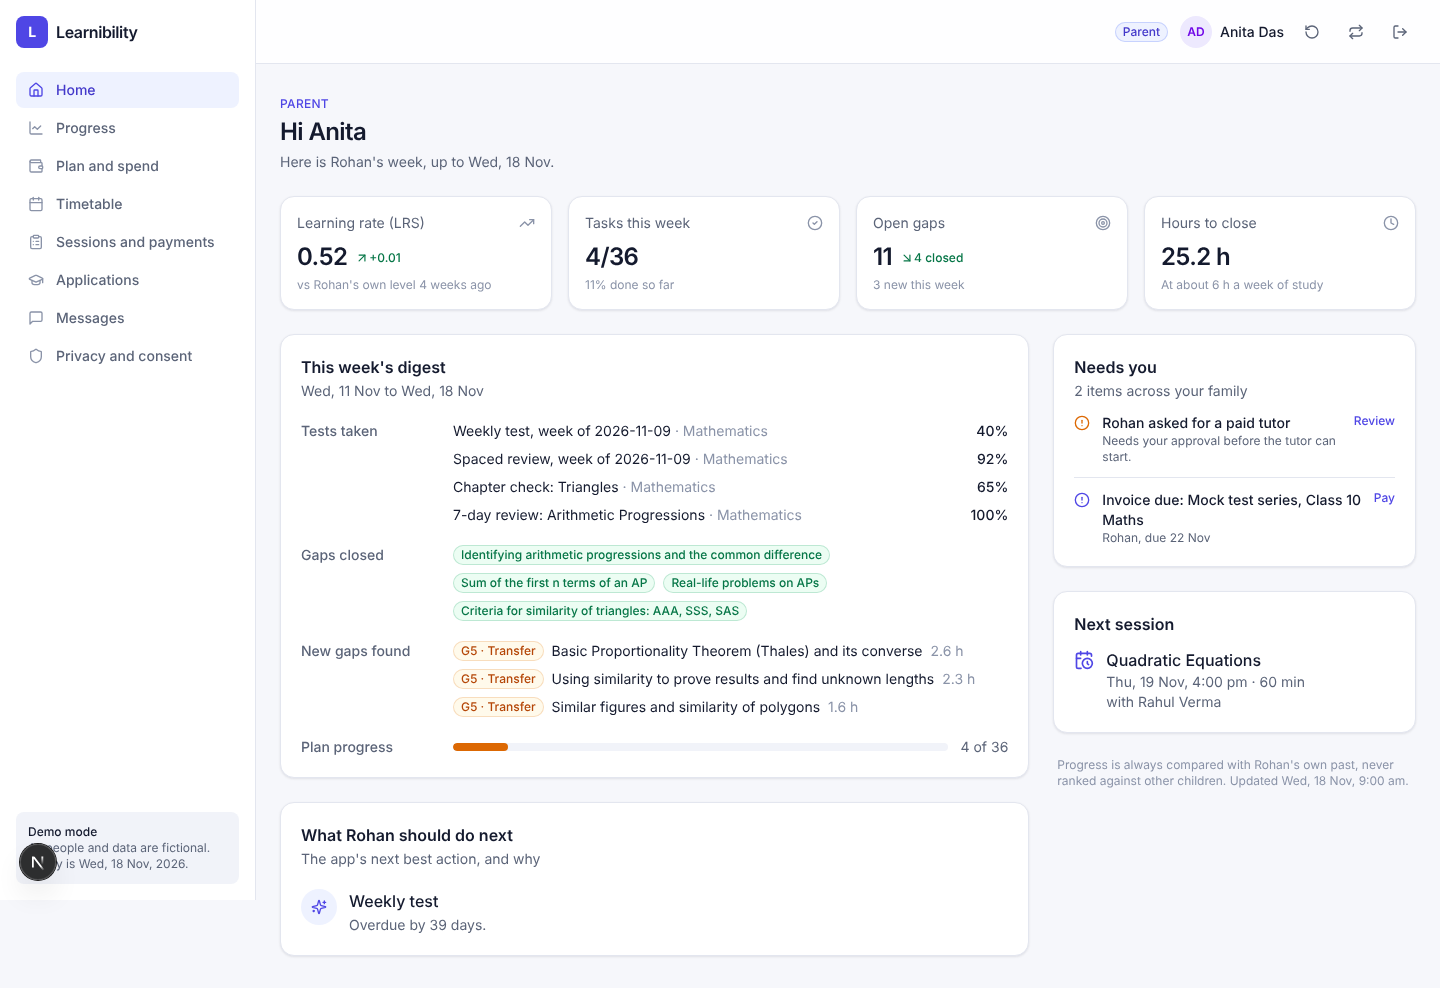 L Learnibility
Parent AD Anita Das
Home
Progress
Plan and spend
Timetable
Sessions and payments
Applications
Messages
Privacy and consent
Demo mode
people and data are fictional.
is Wed, 18 Nov, 2026.
N
PARENT
Hi Anita
Here is Rohan's week, up to Wed, 18 Nov.
Learning rate (LRS)
0.52 +0.01
vs Rohan's own level 4 weeks ago
Tasks this week
4/36
11% done so far
Open gaps
11 4 closed
3 new this week
Hours to close
25.2 h
At about 6 h a week of study
This week's digest
Wed, 11 Nov to Wed, 18 Nov
Tests taken
Weekly test, week of 2026-11-09 · Mathematics 40%
Spaced review, week of 2026-11-09 · Mathematics 92%
Chapter check: Triangles · Mathematics 65%
7-day review: Arithmetic Progressions · Mathematics 100%
Gaps closed
Identifying arithmetic progressions and the common difference
Sum of the first n terms of an AP Real-life problems on APs
Criteria for similarity of triangles: AAA, SSS, SAS
New gaps found
G5 · Transfer Basic Proportionality Theorem (Thales) and its converse 2.6 h
G5 · Transfer Using similarity to prove results and find unknown lengths 2.3 h
G5 · Transfer Similar figures and similarity of polygons 1.6 h
Plan progress 4 of 36
What Rohan should do next
The app's next best action, and why
Weekly test
Overdue by 39 days.
Needs you
2 items across your family
Rohan asked for a paid tutor Review
Needs your approval before the tutor can
start.
Invoice due: Mock test series, Class 10 Pay
Maths
Rohan, due 22 Nov
Next session
Quadratic Equations
Thu, 19 Nov, 4:00 pm · 60 min
with Rahul Verma
Progress is always compared with Rohan's own past, never
ranked against other children. Updated Wed, 18 Nov, 9:00 am.